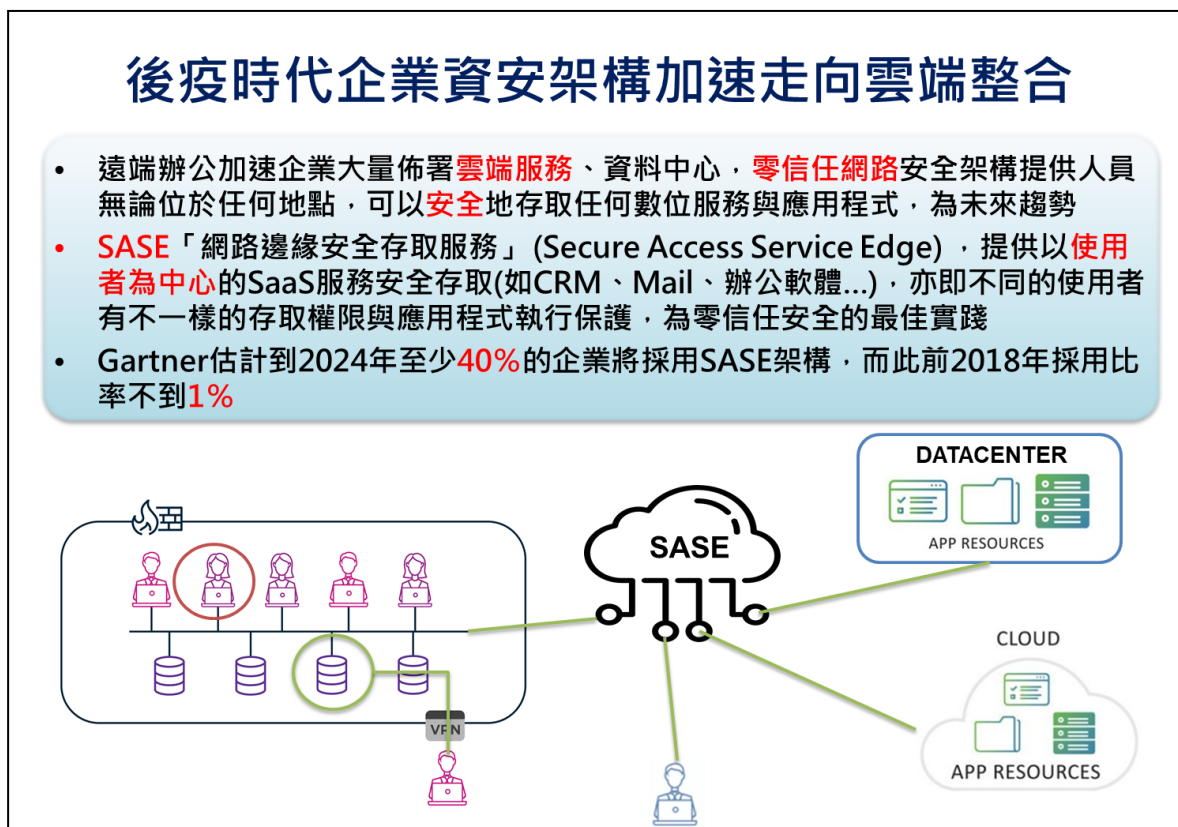 後疫時代企業資安架構加速走向雲端整合
• 遠端辦公加速企業大量佈署雲端服務、資料中心，零信任網路安全架構提供人員
無論位於任何地點，可以安全地存取任何數位服務與應用程式，為未來趨勢
• SASE「網路邊緣安全存取服務」(Secure Access Service Edge) ，提供以使用
者為中心的SaaS服務安全存取(如CRM、Mail、辦公軟體...)，亦即不同的使用者
有不一樣的存取權限與應用程式執行保護，為零信任安全的最佳實踐
• Gartner估計到2024年至少40%的企業將採用SASE架構，而此前2018年採用比
率不到1%
DATACENTER
APP RESOURCES
SASE
CLOUD
APP RESOURCES
VPN